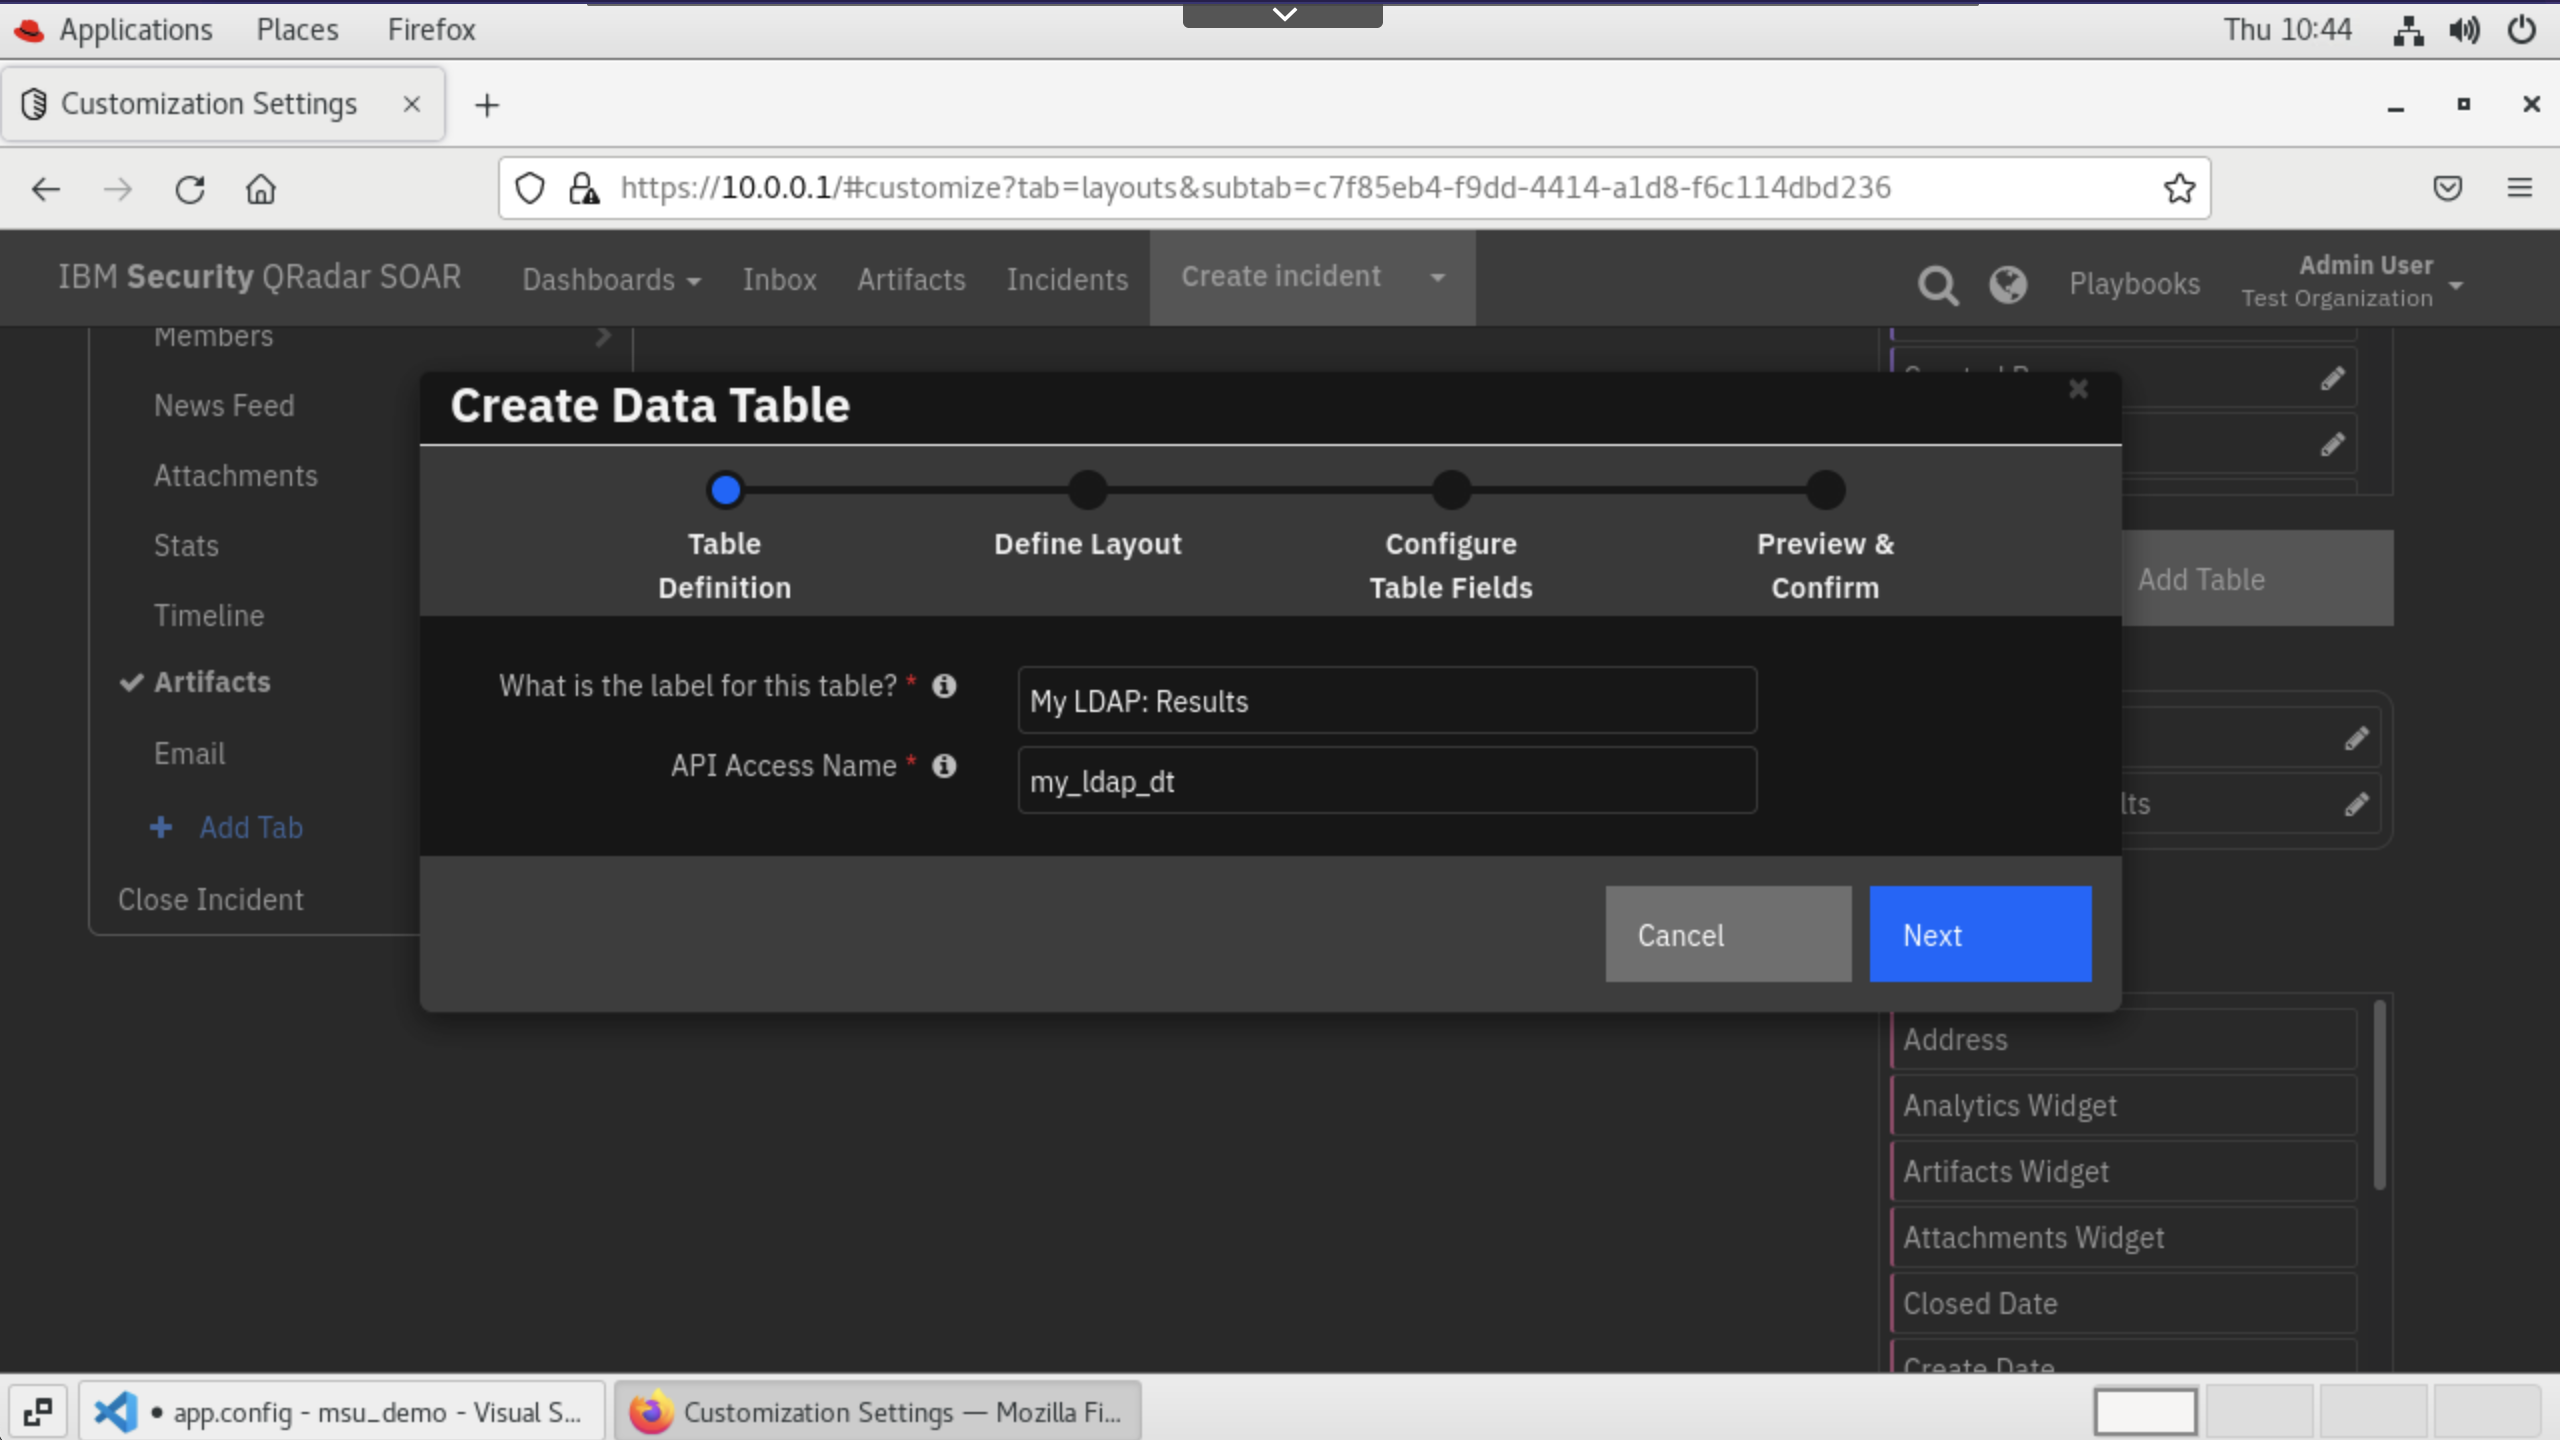 Applications Places Firefox Thu 10:44
Customization Settings
https://10.0.0.1/#customize?tab=layouts&subtab=c7f85eb4-f9dd-4414-a1d8-f6c114dbd236
IBM Security QRadar SOAR Dashboards Inbox Artifacts Incidents Create incident Playbooks Admin User
Test Organization
Members
News Feed
Attachments
Stats
Timeline
Artifacts
Email
Add Tab
Close Incident
Create Data Table
Table Definition
Define Layout
Configure Table Fields
Preview & Confirm
What is the label for this table? * My LDAP: Results
API Access Name * my_ldap_dt
Cancel Next
Add Table
lts
Address
Analytics Widget
Artifacts Widget
Attachments Widget
Closed Date
Create Date
• app.config - msu_demo - Visual S... Customization Settings — Mozilla Fi...